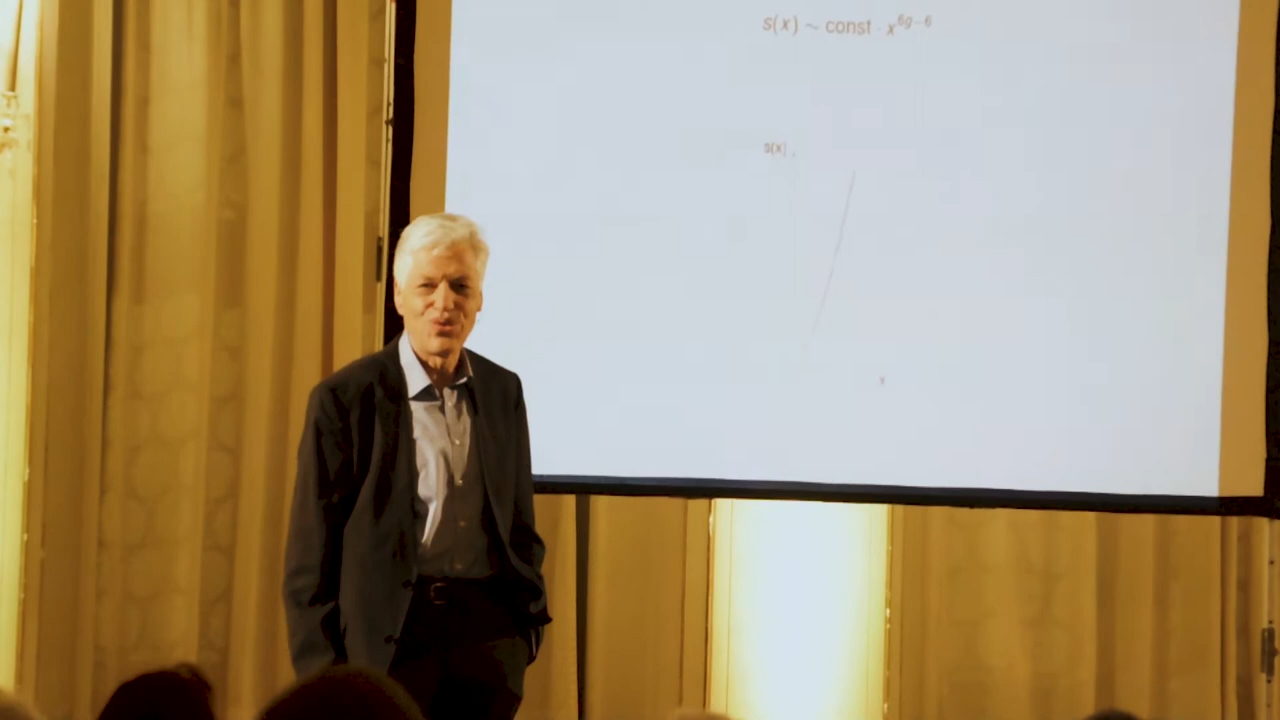 s(x) ~ const · x^{6g-6}
s(x)
x